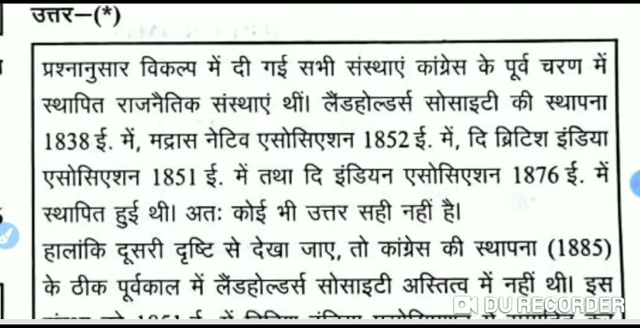 उत्तर–(*)
प्रश्नानुसार विकल्प में दी गई सभी संस्थाएं कांग्रेस के पूर्व चरण में
स्थापित राजनैतिक संस्थाएं थीं। लैंडहोल्डर्स सोसाइटी की स्थापना
1838 ई. में, मद्रास नेटिव एसोसिएशन 1852 ई. में, दि ब्रिटिश इंडिया
एसोसिएशन 1851 ई. में तथा दि इंडियन एसोसिएशन 1876 ई. में
स्थापित हुई थी। अतः कोई भी उत्तर सही नहीं है।
हालांकि दूसरी दृष्टि से देखा जाए, तो कांग्रेस की स्थापना (1885)
के ठीक पूर्वकाल में लैंडहोल्डर्स सोसाइटी अस्तित्व में नहीं थी। इस
DU RECORDER